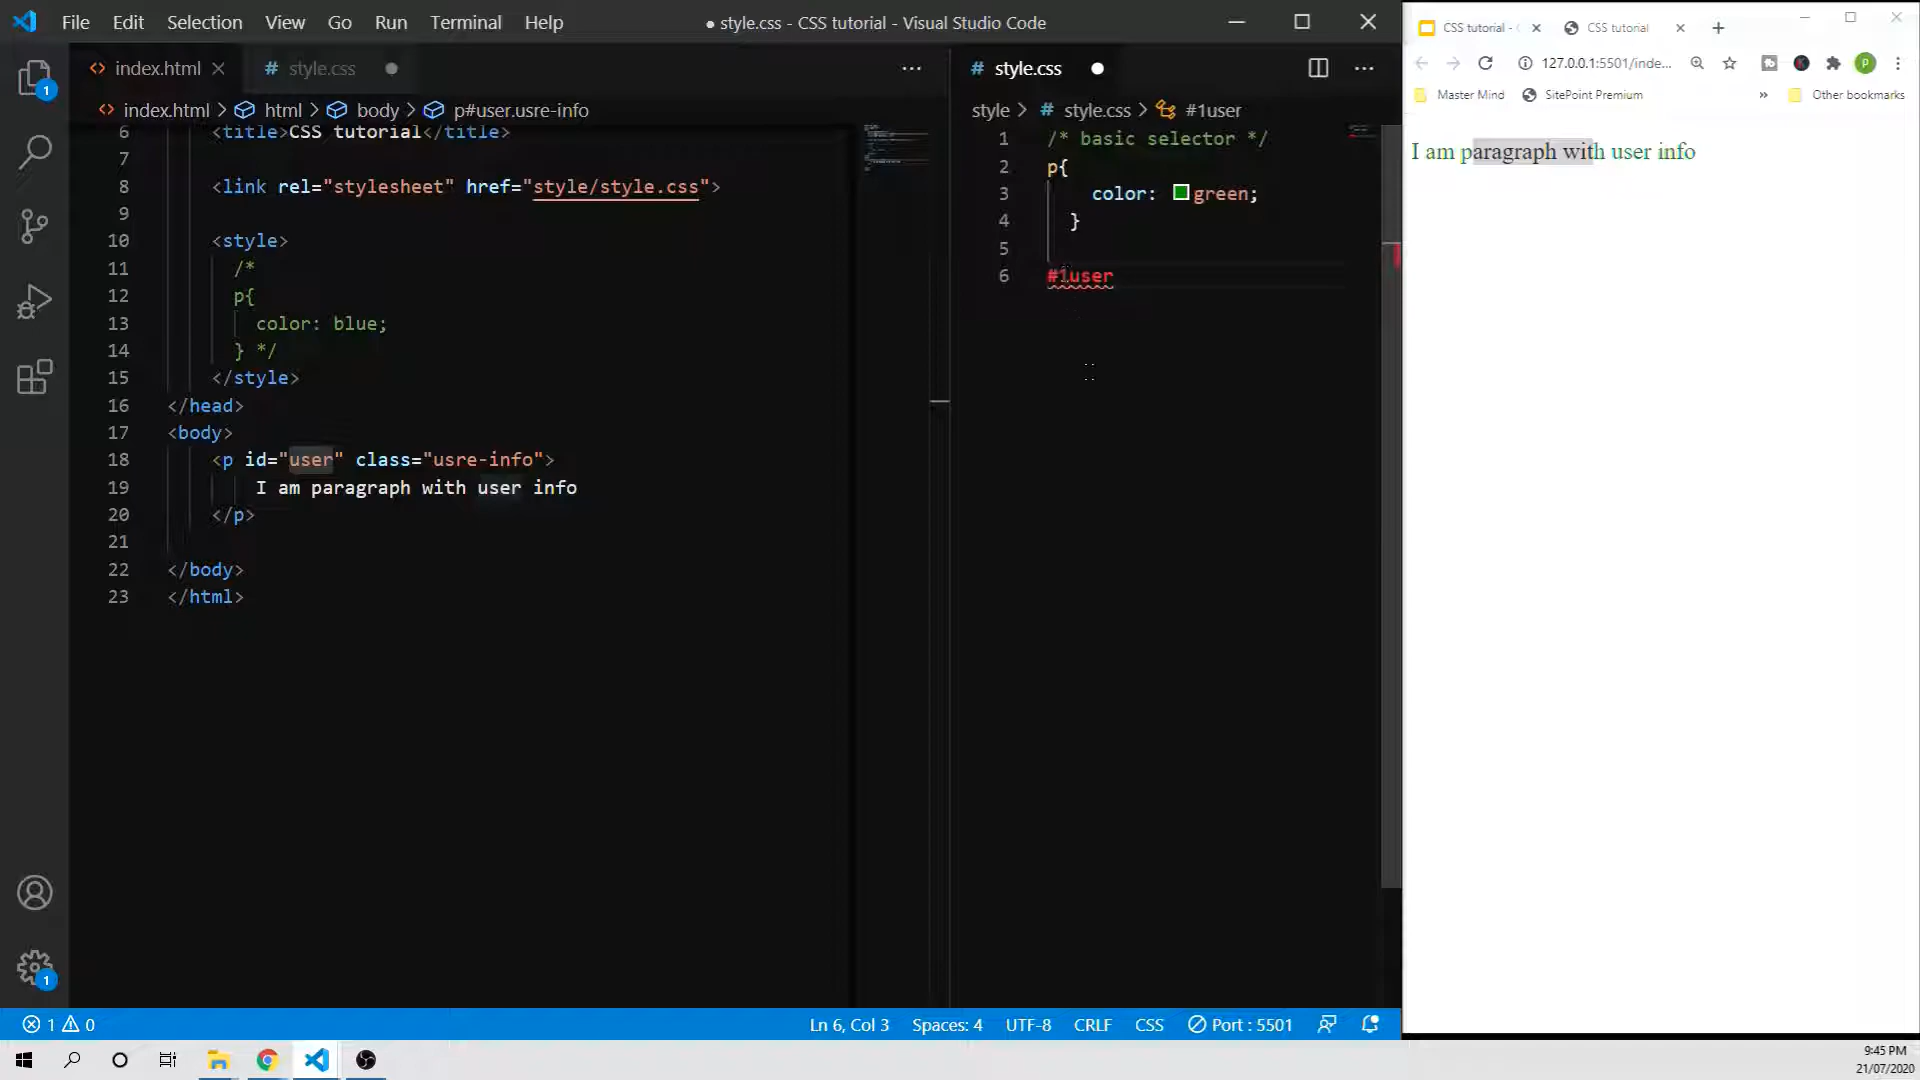 File Edit Selection View Go Run Terminal Help
● style.css - CSS tutorial - Visual Studio Code
index.html
style.css
index.html > html > body > p#user.usre-info
6 <title>CSS tutorial</title>
7
8 <link rel="stylesheet" href="style/style.css">
9
10 <style>
11 /*
12 p{
13 color: blue;
14 } */
15 </style>
16 </head>
17 <body>
18 <p id="user" class="usre-info">
19 I am paragraph with user info
20 </p>
21
22 </body>
23 </html>
style.css
style > style.css > #1user
1 /* basic selector */
2 p{
3 color: green;
4 }
5
6 #1user
CSS tutorial -
CSS tutorial
127.0.0.1:5501/inde...
P
Master Mind
SitePoint Premium
» Other bookmarks
I am paragraph with user info
1
1
1 0
Ln 6, Col 3
Spaces: 4
UTF-8
CRLF
CSS
Port : 5501
9:45 PM
21/07/2020